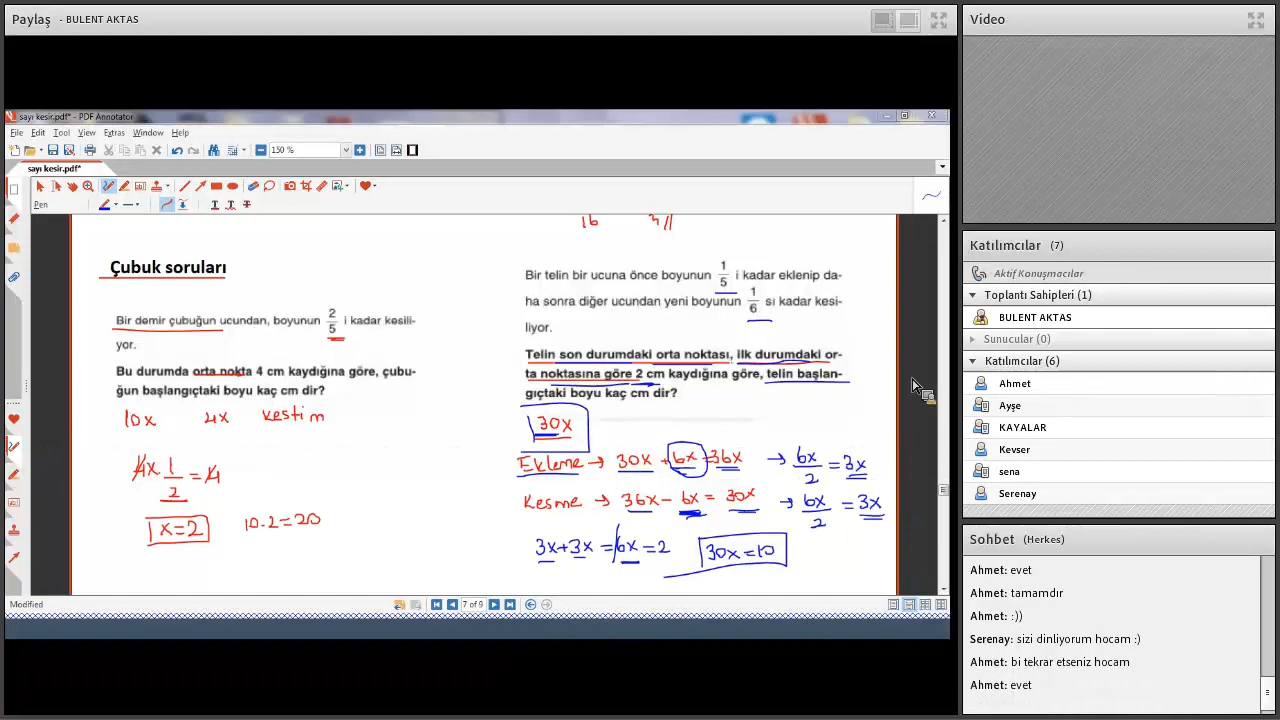 Paylaş - BULENT AKTAS
sayı kesir.pdf* - PDF Annotator
File Edit Tool View Extras Window Help
150 %
sayı kesir.pdf*
Pen
16
Çubuk soruları
Bir demir çubuğun ucundan, boyunun 2/5 i kadar kesili-
yor.
Bu durumda orta nokta 4 cm kaydığına göre, çubu-
ğun başlangıçtaki boyu kaç cm dir?
10x 4x kestim
4x.1/2 = 4
x=2 10.2=20
Bir telin bir ucuna önce boyunun 1/5 i kadar eklenip da-
ha sonra diğer ucundan yeni boyunun 1/6 sı kadar kesi-
liyor.
Telin son durumdaki orta noktası, ilk durumdaki or-
ta noktasına göre 2 cm kaydığına göre, telin başlan-
gıçtaki boyu kaç cm dir?
30x
Ekleme → 30x + 6x = 36x → 6x/2 = 3x
Kesme → 36x - 6x = 30x → 6x/2 = 3x
3x+3x = 6x = 2 30x=10
Modified
7 of 9
Video
Katılımcılar (7)
Aktif Konuşmacılar
Toplantı Sahipleri (1)
BULENT AKTAS
Sunucular (0)
Katılımcılar (6)
Ahmet
Ayşe
KAYALAR
Kevser
sena
Serenay
Sohbet (Herkes)
Ahmet: evet
Ahmet: tamamdır
Ahmet: :))
Serenay: sizi dinliyorum hocam :)
Ahmet: bi tekrar etseniz hocam
Ahmet: evet